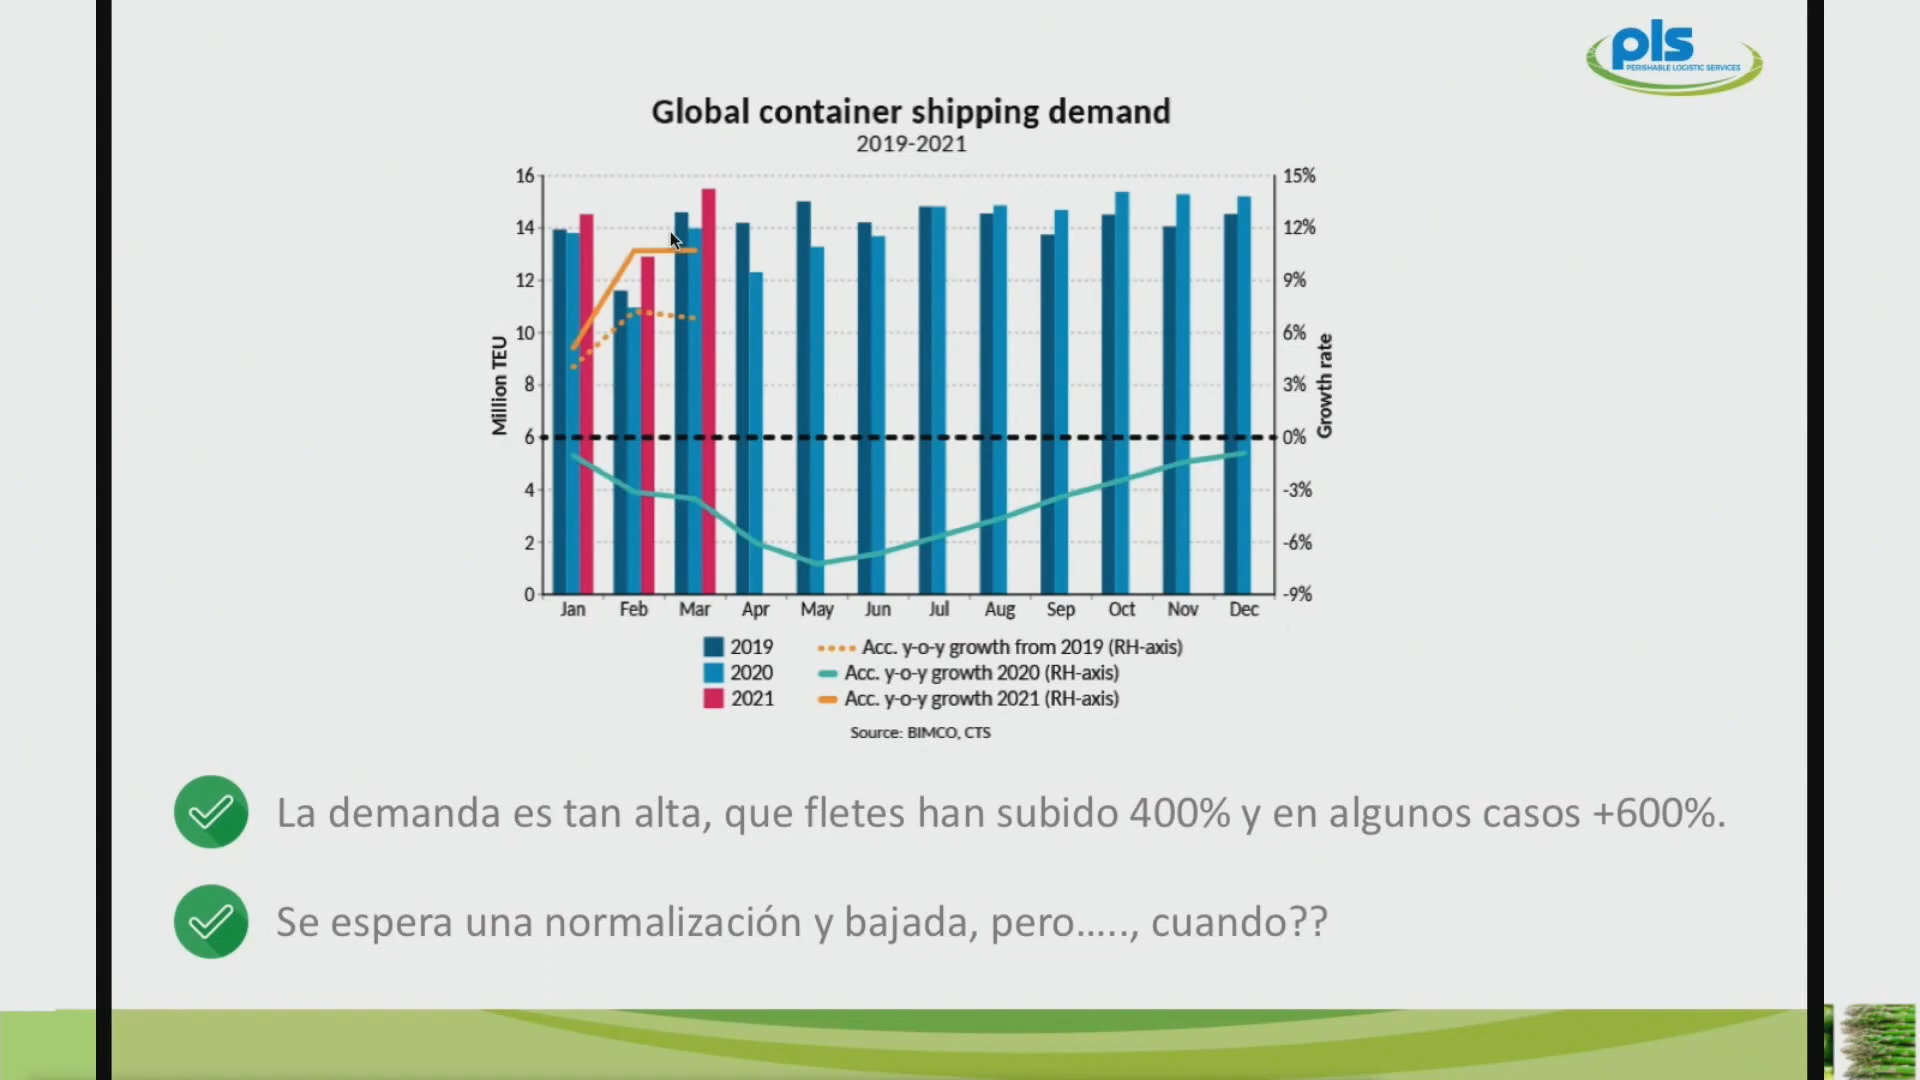 pls
PERISHABLE LOGISTIC SERVICES
Global container shipping demand
2019-2021
16
14
12
10
8
6
4
2
0
Million TEU
15%
12%
9%
6%
3%
0%
-3%
-6%
-9%
Growth rate
Jan Feb Mar Apr May Jun Jul Aug Sep Oct Nov Dec
2019 Acc. y-o-y growth from 2019 (RH-axis)
2020 Acc. y-o-y growth 2020 (RH-axis)
2021 Acc. y-o-y growth 2021 (RH-axis)
Source: BIMCO, CTS
La demanda es tan alta, que fletes han subido 400% y en algunos casos +600%.
Se espera una normalización y bajada, pero....., cuando??